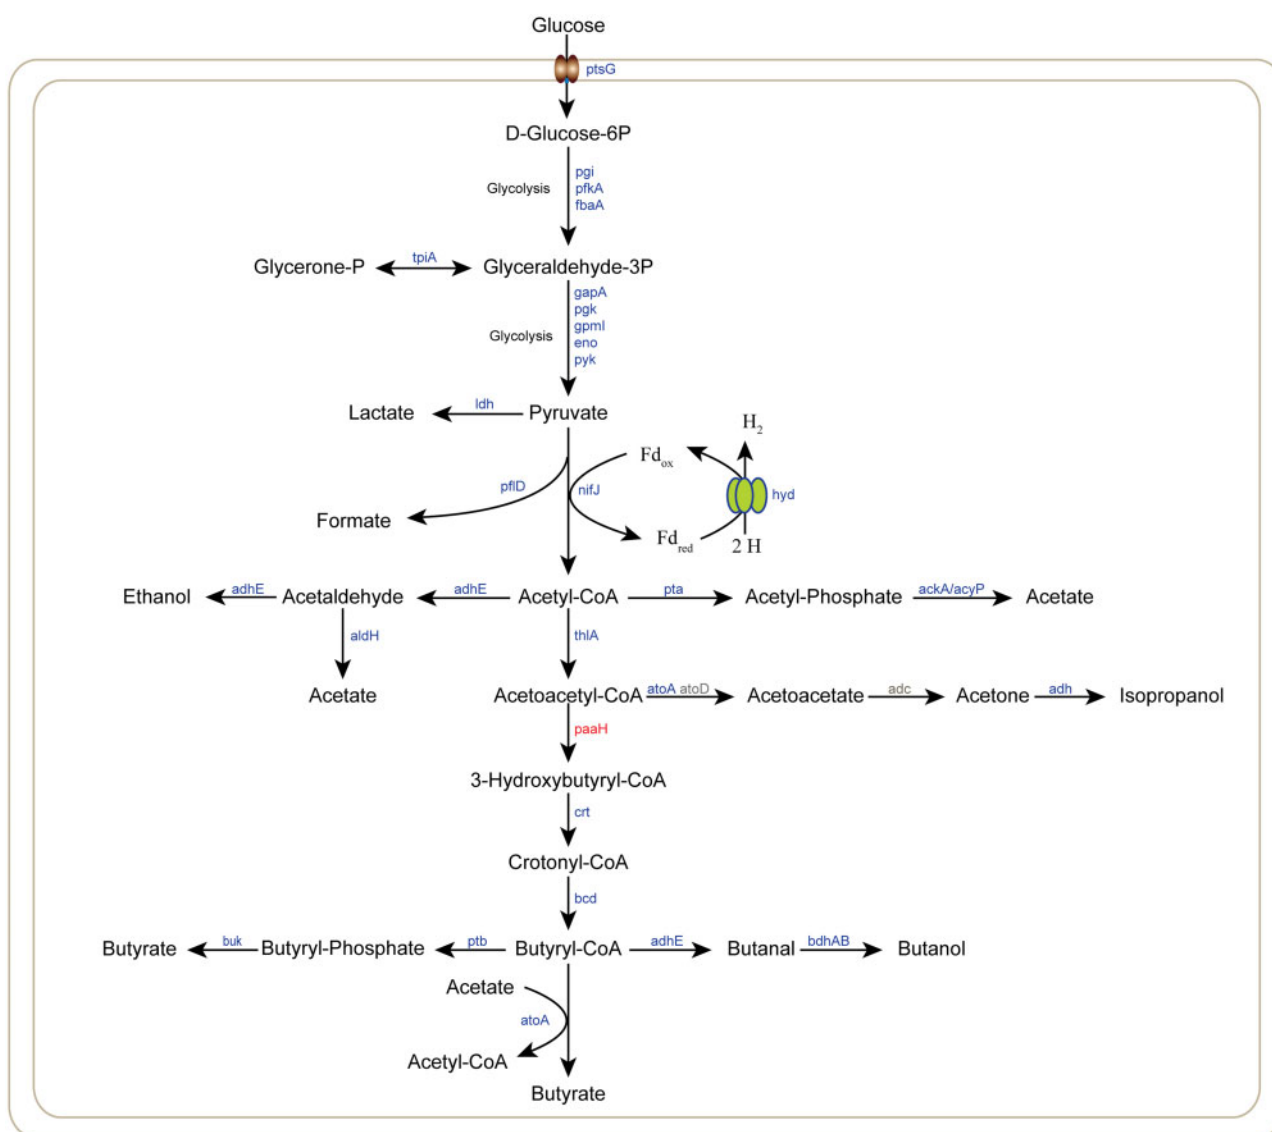 Glucose
ptsG
D-Glucose-6P
pgi
Glycolysis pfkA
fbaA
Glycerone-P tpiA Glyceraldehyde-3P
gapA
pgk
gpmI
Glycolysis eno
pyk
Lactate ldh Pyruvate
H2
Fdox
pflD nifJ hyd
Formate
Fdred 2 H
Ethanol adhE Acetaldehyde adhE Acetyl-CoA pta Acetyl-Phosphate ackA/acyP Acetate
aldH thlA
Acetate Acetoacetyl-CoA atoA atoD Acetoacetate adc Acetone adh Isopropanol
paaH
3-Hydroxybutyryl-CoA
crt
Crotonyl-CoA
bcd
Butyrate buk Butyryl-Phosphate ptb Butyryl-CoA adhE Butanal bdhAB Butanol
Acetate
atoA
Acetyl-CoA
Butyrate